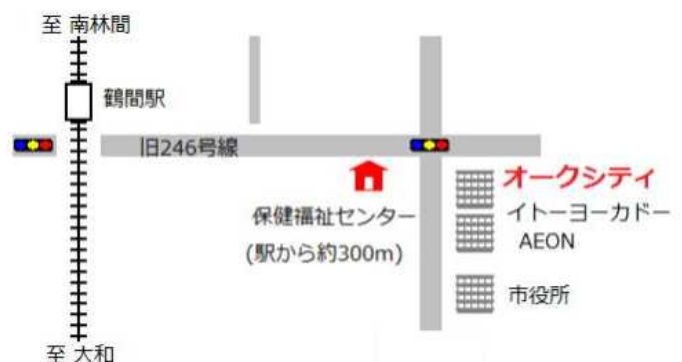 至 南林間
鶴間駅
旧246号線
オークシティ
保健福祉センター
イトーヨーカドー
(駅から約300m)
AEON
市役所
至 大和